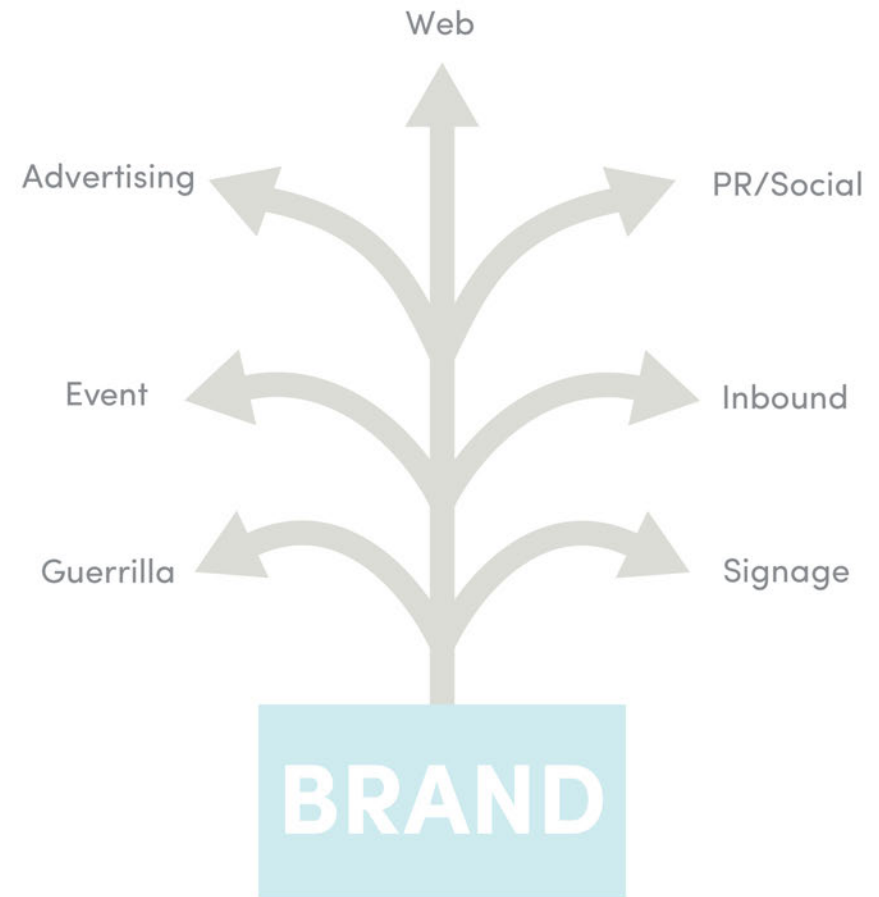 Web
Advertising
PR/Social
Event
Inbound
Guerrilla
Signage
BRAND